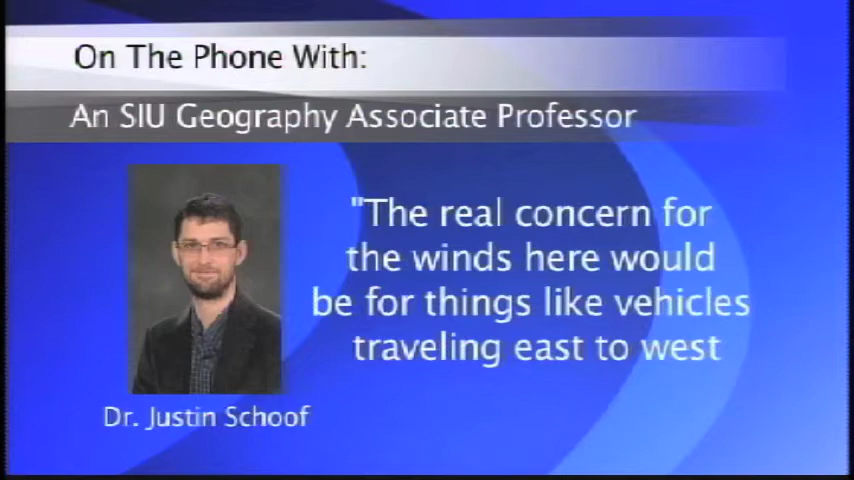 On The Phone With:
An SIU Geography Associate Professor
"The real concern for
the winds here would
be for things like vehicles
traveling east to west
Dr. Justin Schoof